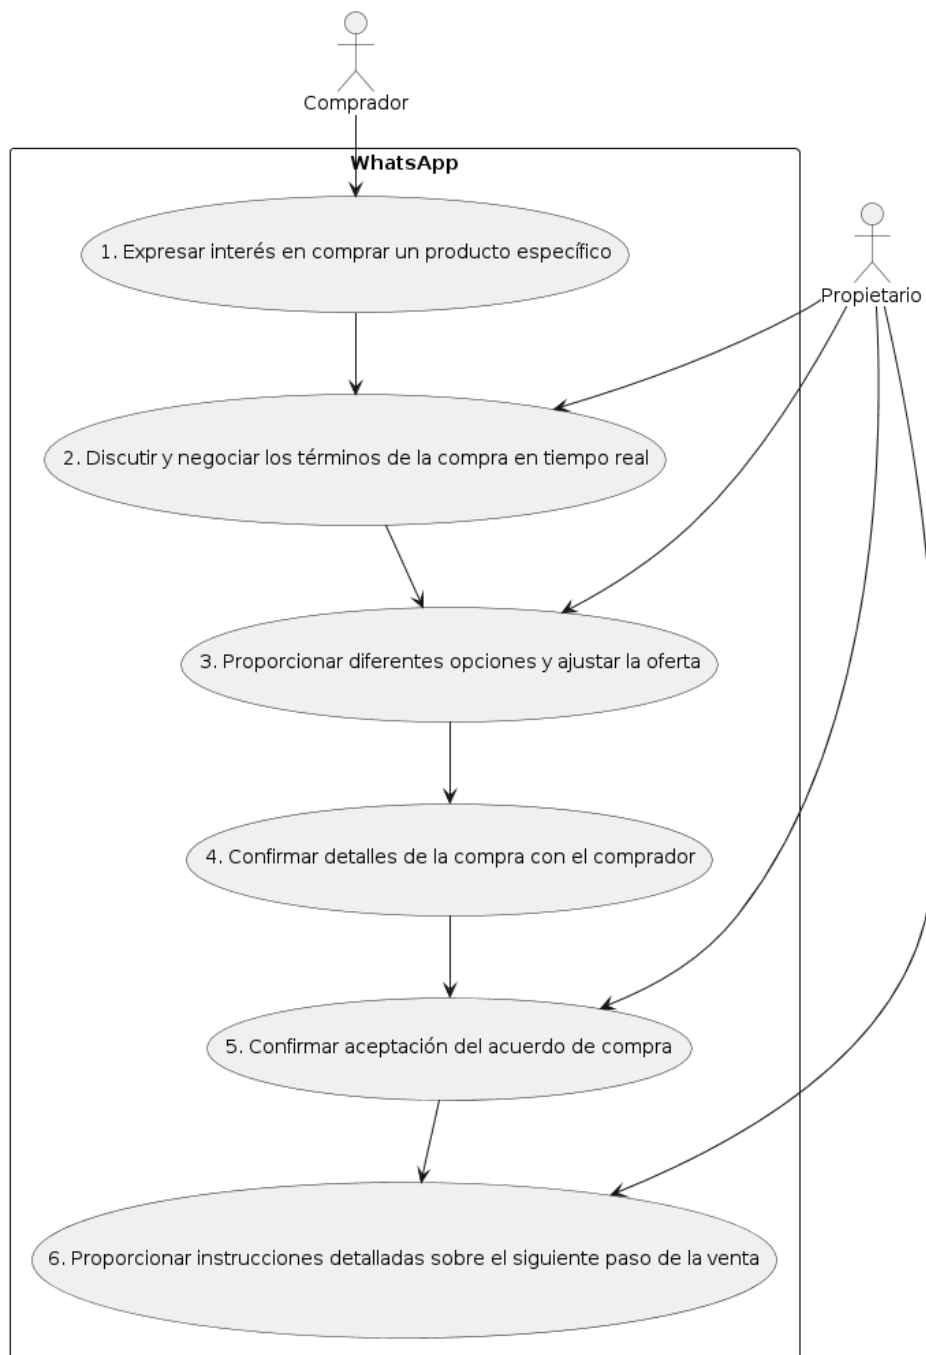 Comprador
WhatsApp
1. Expresar interés en comprar un producto específico
Propietario
2. Discutir y negociar los términos de la compra en tiempo real
3. Proporcionar diferentes opciones y ajustar la oferta
4. Confirmar detalles de la compra con el comprador
5. Confirmar aceptación del acuerdo de compra
6. Proporcionar instrucciones detalladas sobre el siguiente paso de la venta